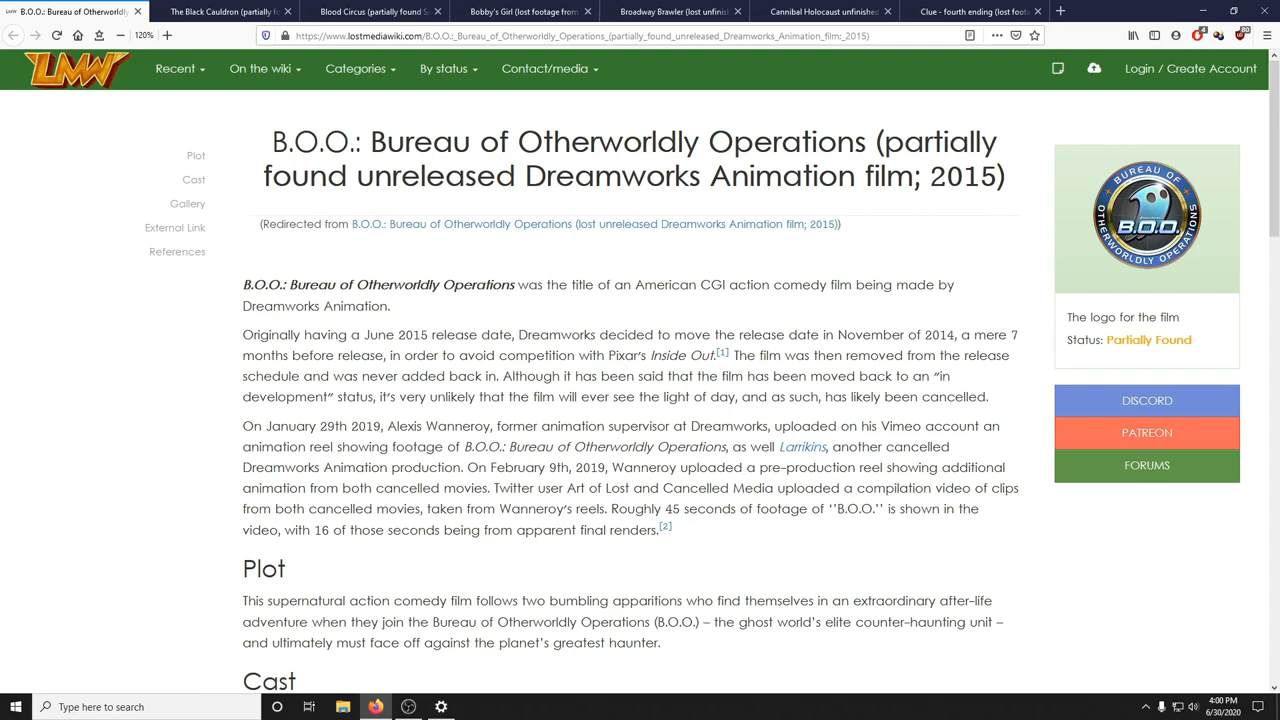 B.O.O.: Bureau of Otherworldly
The Black Cauldron (partially fo
Blood Circus (partially found Sa
Bobby's Girl (lost footage from
Broadway Brawler (lost unfinish
Cannibal Holocaust unfinished
Clue - fourth ending (lost foota
120%
https://www.lostmediawiki.com/B.O.O.:_Bureau_of_Otherworldly_Operations_(partially_found_unreleased_Dreamworks_Animation_film;_2015)
LMW
Recent
On the wiki
Categories
By status
Contact/media
Login / Create Account
Plot
Cast
Gallery
External Link
References
B.O.O.: Bureau of Otherworldly Operations (partially
found unreleased Dreamworks Animation film; 2015)
(Redirected from B.O.O.: Bureau of Otherworldly Operations (lost unreleased Dreamworks Animation film; 2015))
B.O.O.: Bureau of Otherworldly Operations was the title of an American CGI action comedy film being made by
Dreamworks Animation.
Originally having a June 2015 release date, Dreamworks decided to move the release date in November of 2014, a mere 7
months before release, in order to avoid competition with Pixar's Inside Out.[1] The film was then removed from the release
schedule and was never added back in. Although it has been said that the film has been moved back to an "in
development" status, it's very unlikely that the film will ever see the light of day, and as such, has likely been cancelled.
On January 29th 2019, Alexis Wanneroy, former animation supervisor at Dreamworks, uploaded on his Vimeo account an
animation reel showing footage of B.O.O.: Bureau of Otherworldly Operations, as well Larrikins, another cancelled
Dreamworks Animation production. On February 9th, 2019, Wanneroy uploaded a pre-production reel showing additional
animation from both cancelled movies. Twitter user Art of Lost and Cancelled Media uploaded a compilation video of clips
from both cancelled movies, taken from Wanneroy's reels. Roughly 45 seconds of footage of ''B.O.O.'' is shown in the
video, with 16 of those seconds being from apparent final renders.[2]
Plot
This supernatural action comedy film follows two bumbling apparitions who find themselves in an extraordinary after-life
adventure when they join the Bureau of Otherworldly Operations (B.O.O.) – the ghost world's elite counter-haunting unit –
and ultimately must face off against the planet's greatest haunter.
Cast
BUREAU OF
B.O.O.
OTHERWORLDLY OPERATIONS
The logo for the film
Status: Partially Found
DISCORD
PATREON
FORUMS
Type here to search
4:00 PM
6/30/2020